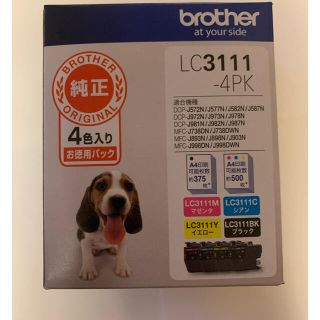 brother
at your side
LC3111
-4PK
BROTHER
純正
ORIGINAL
4色入り
お徳用パック
適合機種
DCP-J572N / J577N / J582N / J587N
DCP-J972N / J973N / J978N
DCP-J981N / J982N / J987N
MFC-J738DN / J738DWN
MFC-J893N / J898N / J903N
MFC-J998DN / J998DWN
A4印刷
可能枚数
約375
枚*
A4印刷
可能枚数
約500
枚*
LC3111M
マゼンタ
LC3111C
シアン
LC3111Y
イエロー
LC3111BK
ブラック